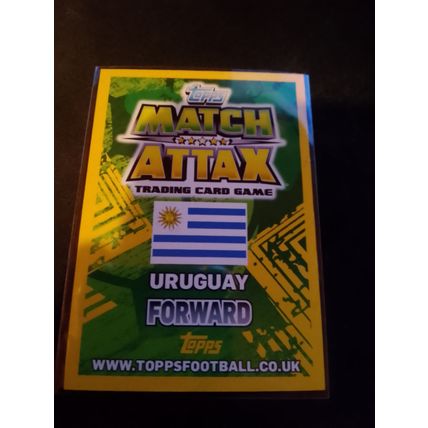 Topps
MATCH
ATTAX
TRADING CARD GAME
URUGUAY
FORWARD
Topps
WWW.TOPPSFOOTBALL.CO.UK